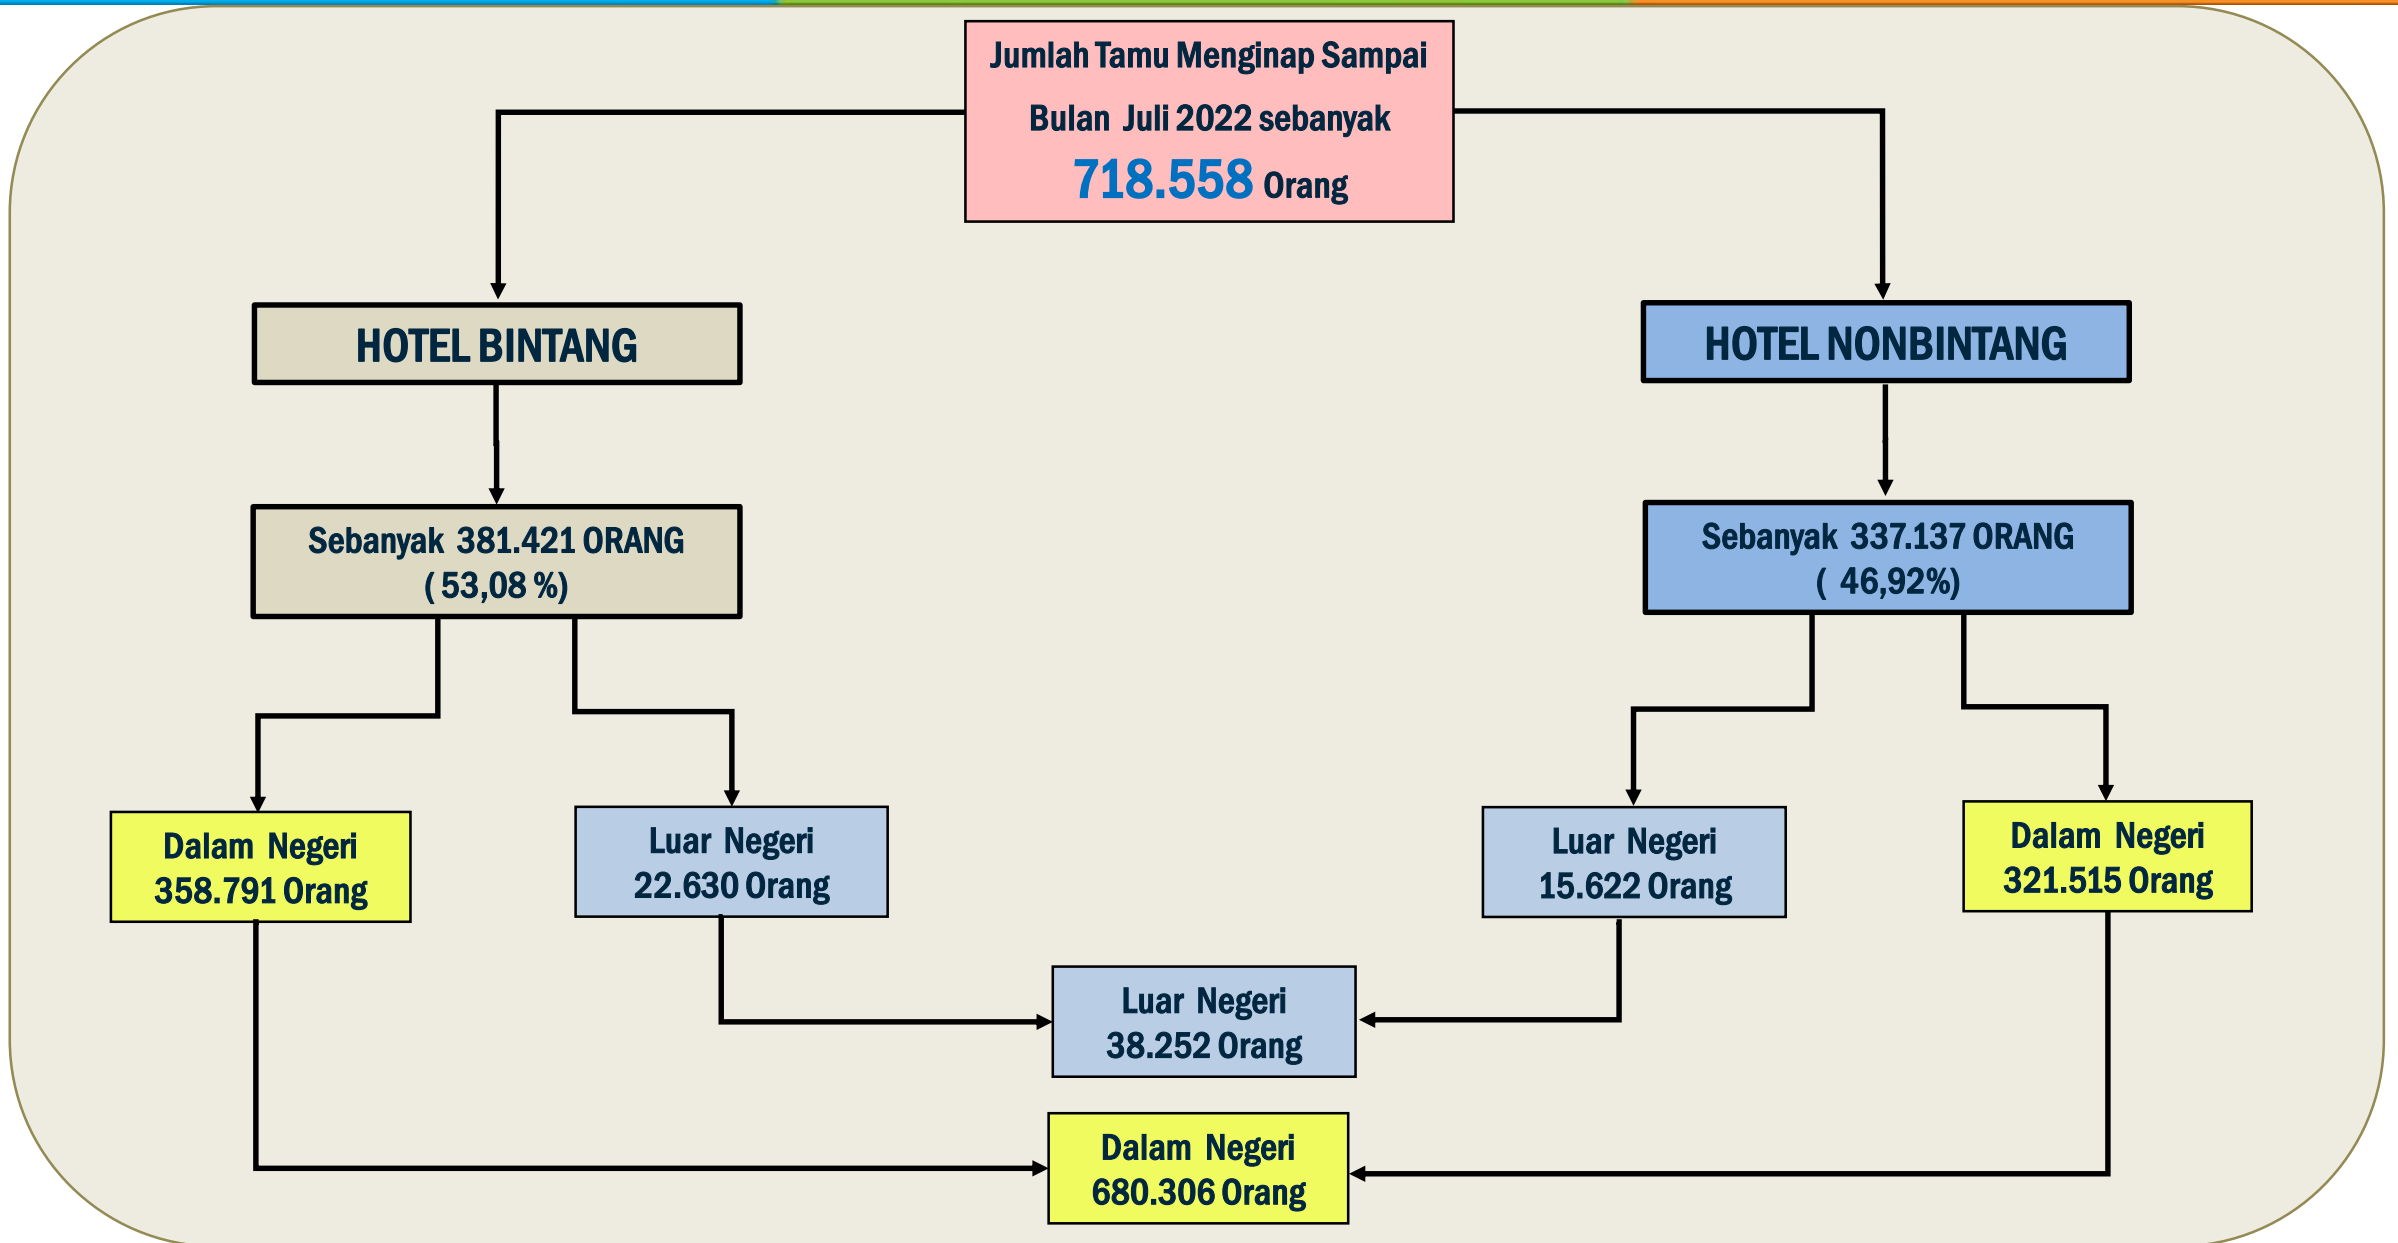 Jumlah Tamu Menginap Sampai
Bulan Juli 2022 sebanyak
718.558 Orang
HOTEL BINTANG
HOTEL NONBINTANG
Sebanyak 381.421 ORANG
( 53,08 %)
Sebanyak 337.137 ORANG
( 46,92%)
Dalam Negeri
358.791 Orang
Luar Negeri
22.630 Orang
Luar Negeri
15.622 Orang
Dalam Negeri
321.515 Orang
Luar Negeri
38.252 Orang
Dalam Negeri
680.306 Orang